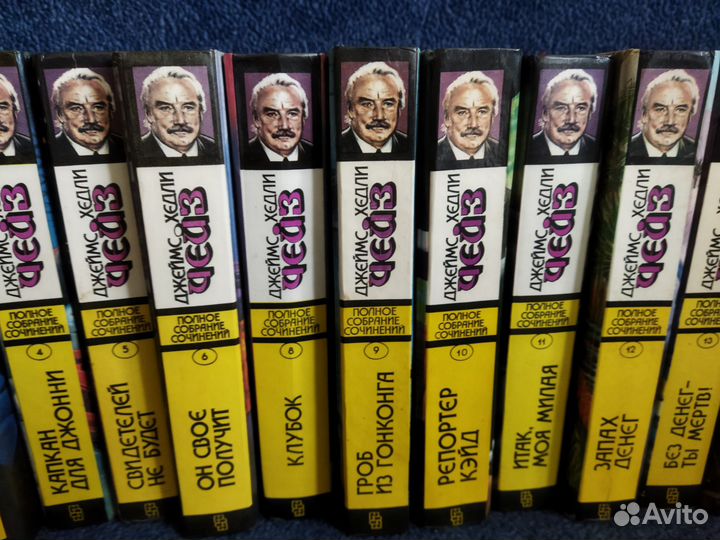 ЧЕЙЗ
ПОЛНОЕ
СОБРАНИЕ
СОЧИНЕНИЙ
4
КАПКАН
ДЛЯ ДЖОННИ
ДЖЕЙМС ХЕДЛИ
ЧЕЙЗ
ПОЛНОЕ
СОБРАНИЕ
СОЧИНЕНИЙ
5
СВИДЕТЕЛЕЙ
НЕ БУДЕТ
ДЖЕЙМС ХЕДЛИ
ЧЕЙЗ
ПОЛНОЕ
СОБРАНИЕ
СОЧИНЕНИЙ
6
ОН СВОЕ
ПОЛУЧИТ
ДЖЕЙМС ХЕДЛИ
ЧЕЙЗ
ПОЛНОЕ
СОБРАНИЕ
СОЧИНЕНИЙ
8
КЛУБОК
ДЖЕЙМС ХЕДЛИ
ЧЕЙЗ
ПОЛНОЕ
СОБРАНИЕ
СОЧИНЕНИЙ
9
ГРОБ
ИЗ ГОНКОНГА
ДЖЕЙМС ХЕДЛИ
ЧЕЙЗ
ПОЛНОЕ
СОБРАНИЕ
СОЧИНЕНИЙ
10
РЕПОРТЕР
КЭЙД
ДЖЕЙМС ХЕДЛИ
ЧЕЙЗ
ПОЛНОЕ
СОБРАНИЕ
СОЧИНЕНИЙ
11
ИТАК,
МОЯ МИЛАЯ
ДЖЕЙМС ХЕДЛИ
ЧЕЙЗ
ПОЛНОЕ
СОБРАНИЕ
СОЧИНЕНИЙ
12
ЗАПАХ
ДЕНЕГ
ПОЛНОЕ
СОБРАНИЕ
СОЧИНЕНИЙ
13
БЕЗ ДЕНЕГ-
ТЫ МЕРТВ!
Avito